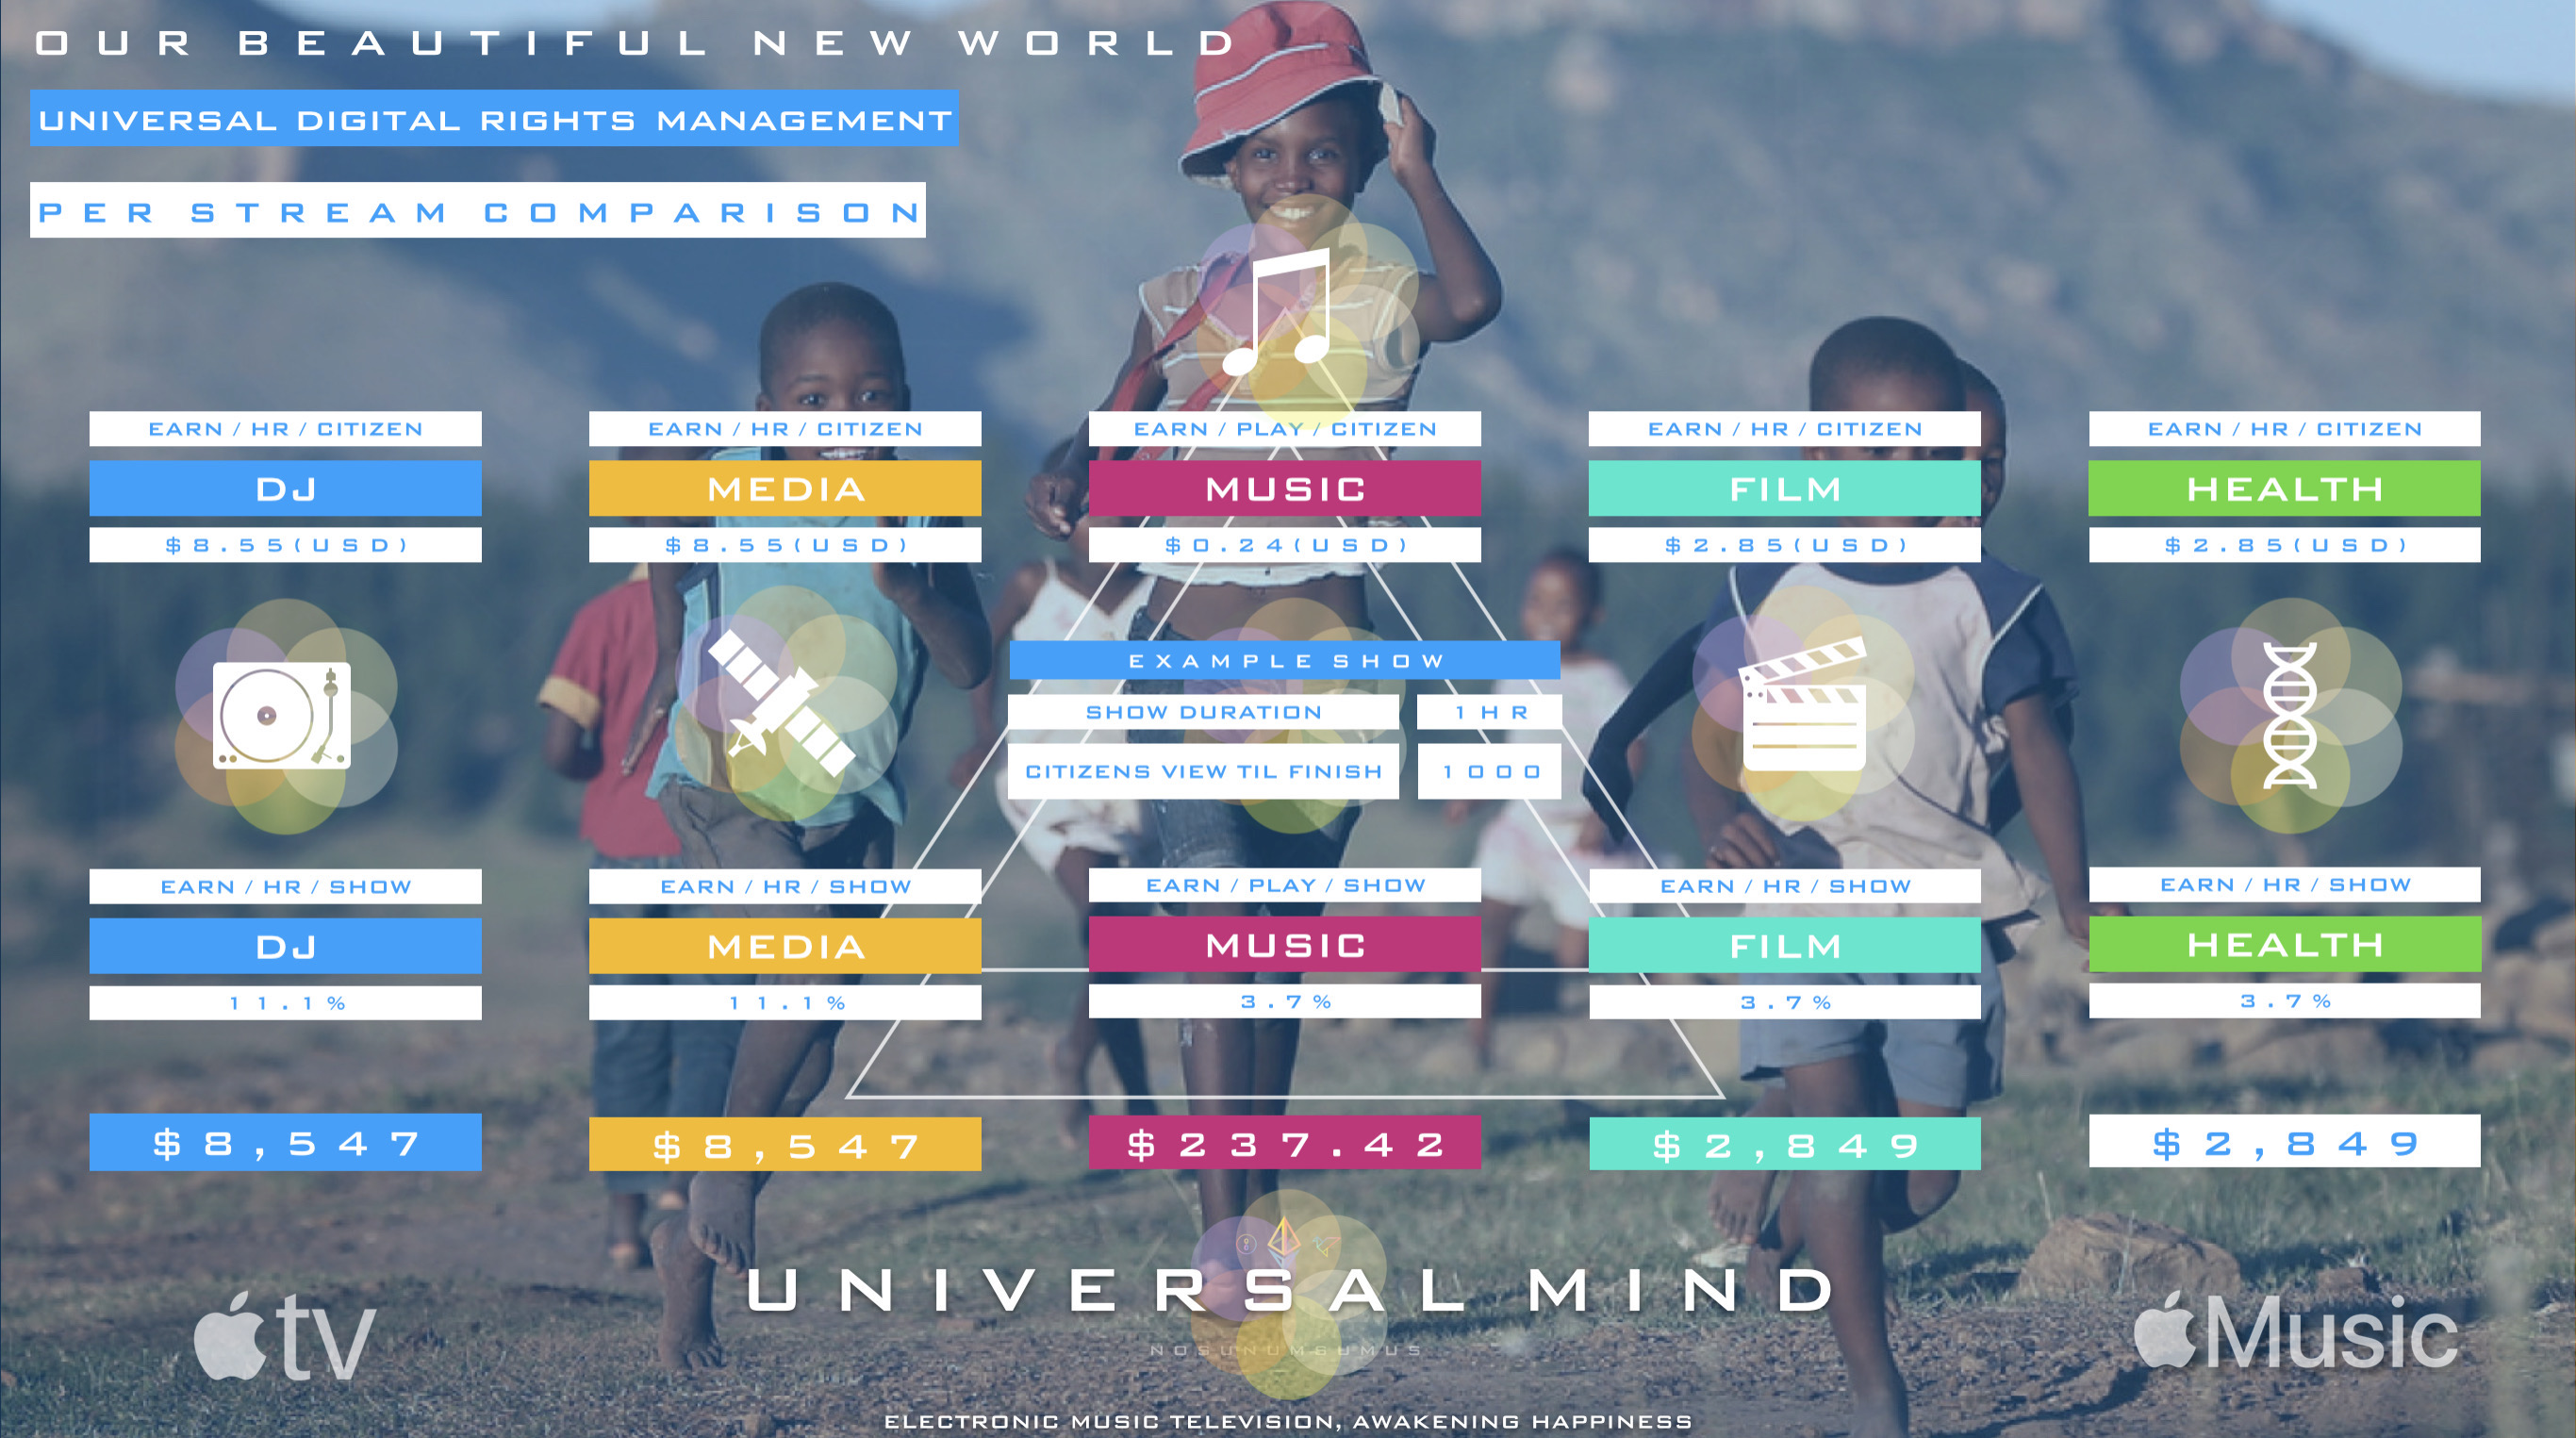 OUR BEAUTIFUL NEW WORLD
UNIVERSAL DIGITAL RIGHTS MANAGEMENT
PER STREAM COMPARISON
EARN / HR / CITIZEN
DJ
$8.55(USD)
EARN / HR / CITIZEN
MEDIA
$8.55(USD)
EARN / PLAY / CITIZEN
MUSIC
$0.24(USD)
EARN / HR / CITIZEN
FILM
$2.85(USD)
EARN / HR / CITIZEN
HEALTH
$2.85(USD)
EXAMPLE SHOW
SHOW DURATION 1 HR
CITIZENS VIEW TIL FINISH 1000
EARN / HR / SHOW
DJ
11.1%
$8,547
EARN / HR / SHOW
MEDIA
11.1%
$8,547
EARN / PLAY / SHOW
MUSIC
3.7%
$237.42
EARN / HR / SHOW
FILM
3.7%
$2,849
EARN / HR / SHOW
HEALTH
3.7%
$2,849
UNIVERSAL MIND
NOSUNUMSUMUS
tv
Music
ELECTRONIC MUSIC TELEVISION, AWAKENING HAPPINESS